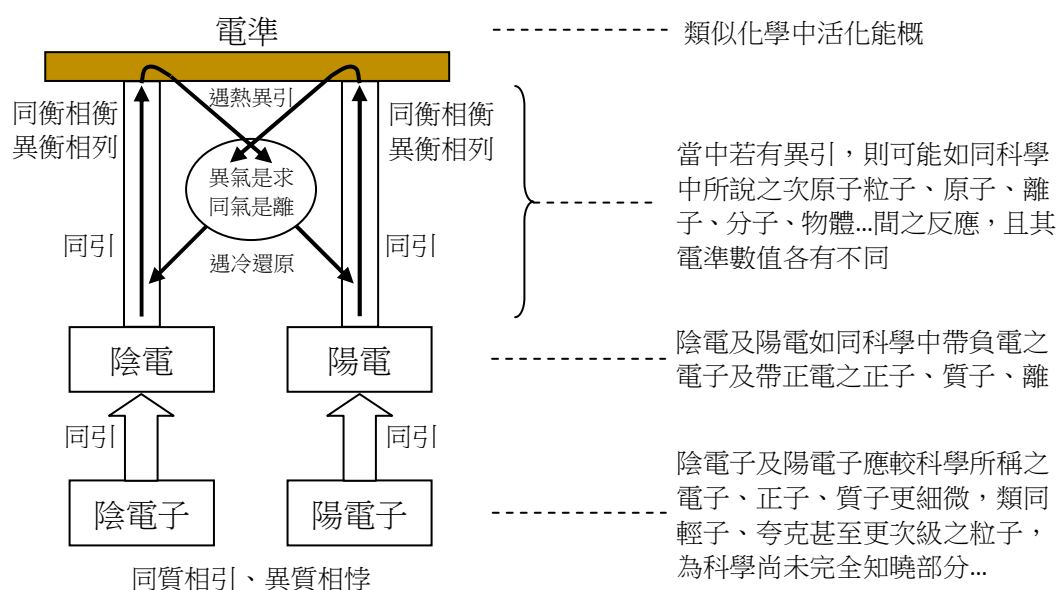 電準
類似化學中活化能概
遇熱異引
同衡相衡
異衡相列
同衡相衡
異衡相列
異氣是求
同氣是離
當中若有異引，則可能如同科學
中所說之次原子粒子、原子、離
子、分子、物體...間之反應，且其
電準數值各有不同
同引
遇冷還原
同引
陰電
陽電
陰電及陽電如同科學中帶負電之
電子及帶正電之正子、質子、離
同引
同引
陰電子
陽電子
陰電子及陽電子應較科學所稱之
電子、正子、質子更細微，類同
輕子、夸克甚至更次級之粒子，
為科學尚未完全知曉部分...
同質相引、異質相悖